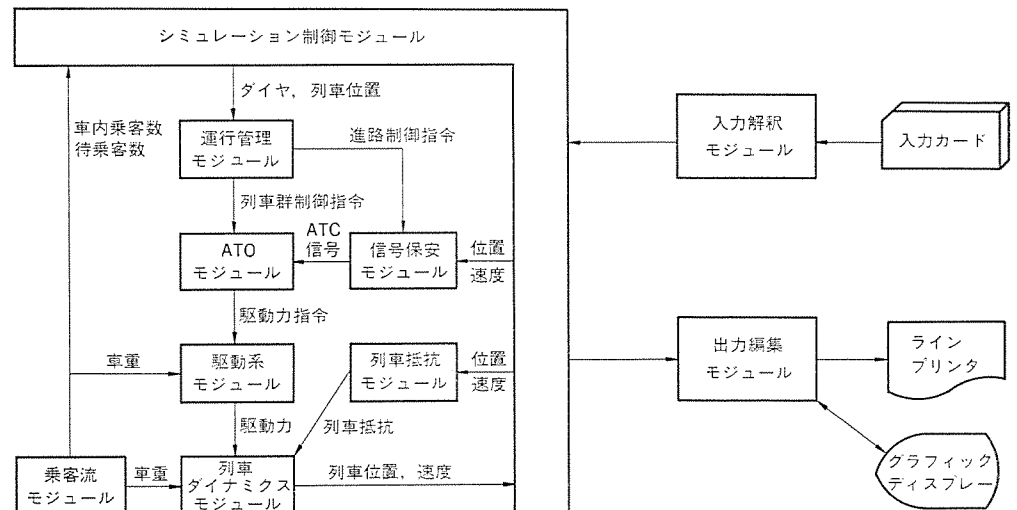 シミュレーション制御モジュール
ダイヤ，列車位置
車内乗客数
待乗客数
運行管理
モジュール
進路制御指令
列車群制御指令
ATC
信号
ATO
モジュール
信号保安
モジュール
位置
速度
駆動力指令
車重
駆動系
モジュール
列車抵抗
モジュール
位置
速度
駆動力
列車抵抗
乗客流
モジュール
車重
列車
ダイナミクス
モジュール
列車位置，速度
入力解釈
モジュール
入力カード
出力編集
モジュール
ライン
プリンタ
グラフィック
ディスプレー